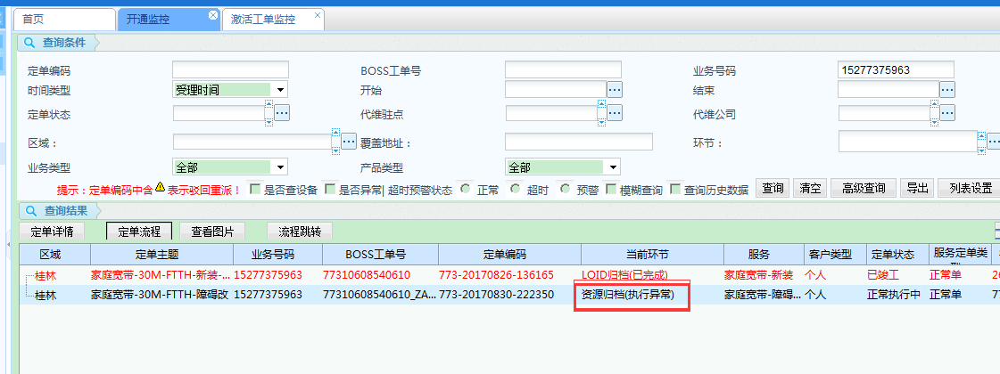 首页 开通监控 激活工单监控
查询条件
定单编码 BOSS工单号 业务号码 15277375963
时间类型 受理时间 开始 结束
定单状态 代维驻点 代维公司
区域： 覆盖地址： 环节：
业务类型 全部 产品类型 全部
提示：定单编码中含 表示驳回重派！ 是否查设备 是否异常| 超时预警状态 正常 超时 预警 模糊查询 查询历史数据 查询 清空 高级查询 导出 列表设置
查询结果
定单详情 定单流程 查看图片 流程跳转
区域 定单主题 业务号码 BOSS工单号 定单编码 当前环节 服务 客户类型 定单状态 服务定单类
桂林 家庭宽带-30M-FTTH-新装-... 15277375963 77310608540610 773-20170826-136165 LOID归档(已完成) 家庭宽带-新装 个人 已竣工 正常单
桂林 家庭宽带-30M-FTTH-障碍改 15277375963 77310608540610_ZA... 773-20170830-222350 资源归档(执行异常) 家庭宽带-障碍... 个人 正常执行中 正常单